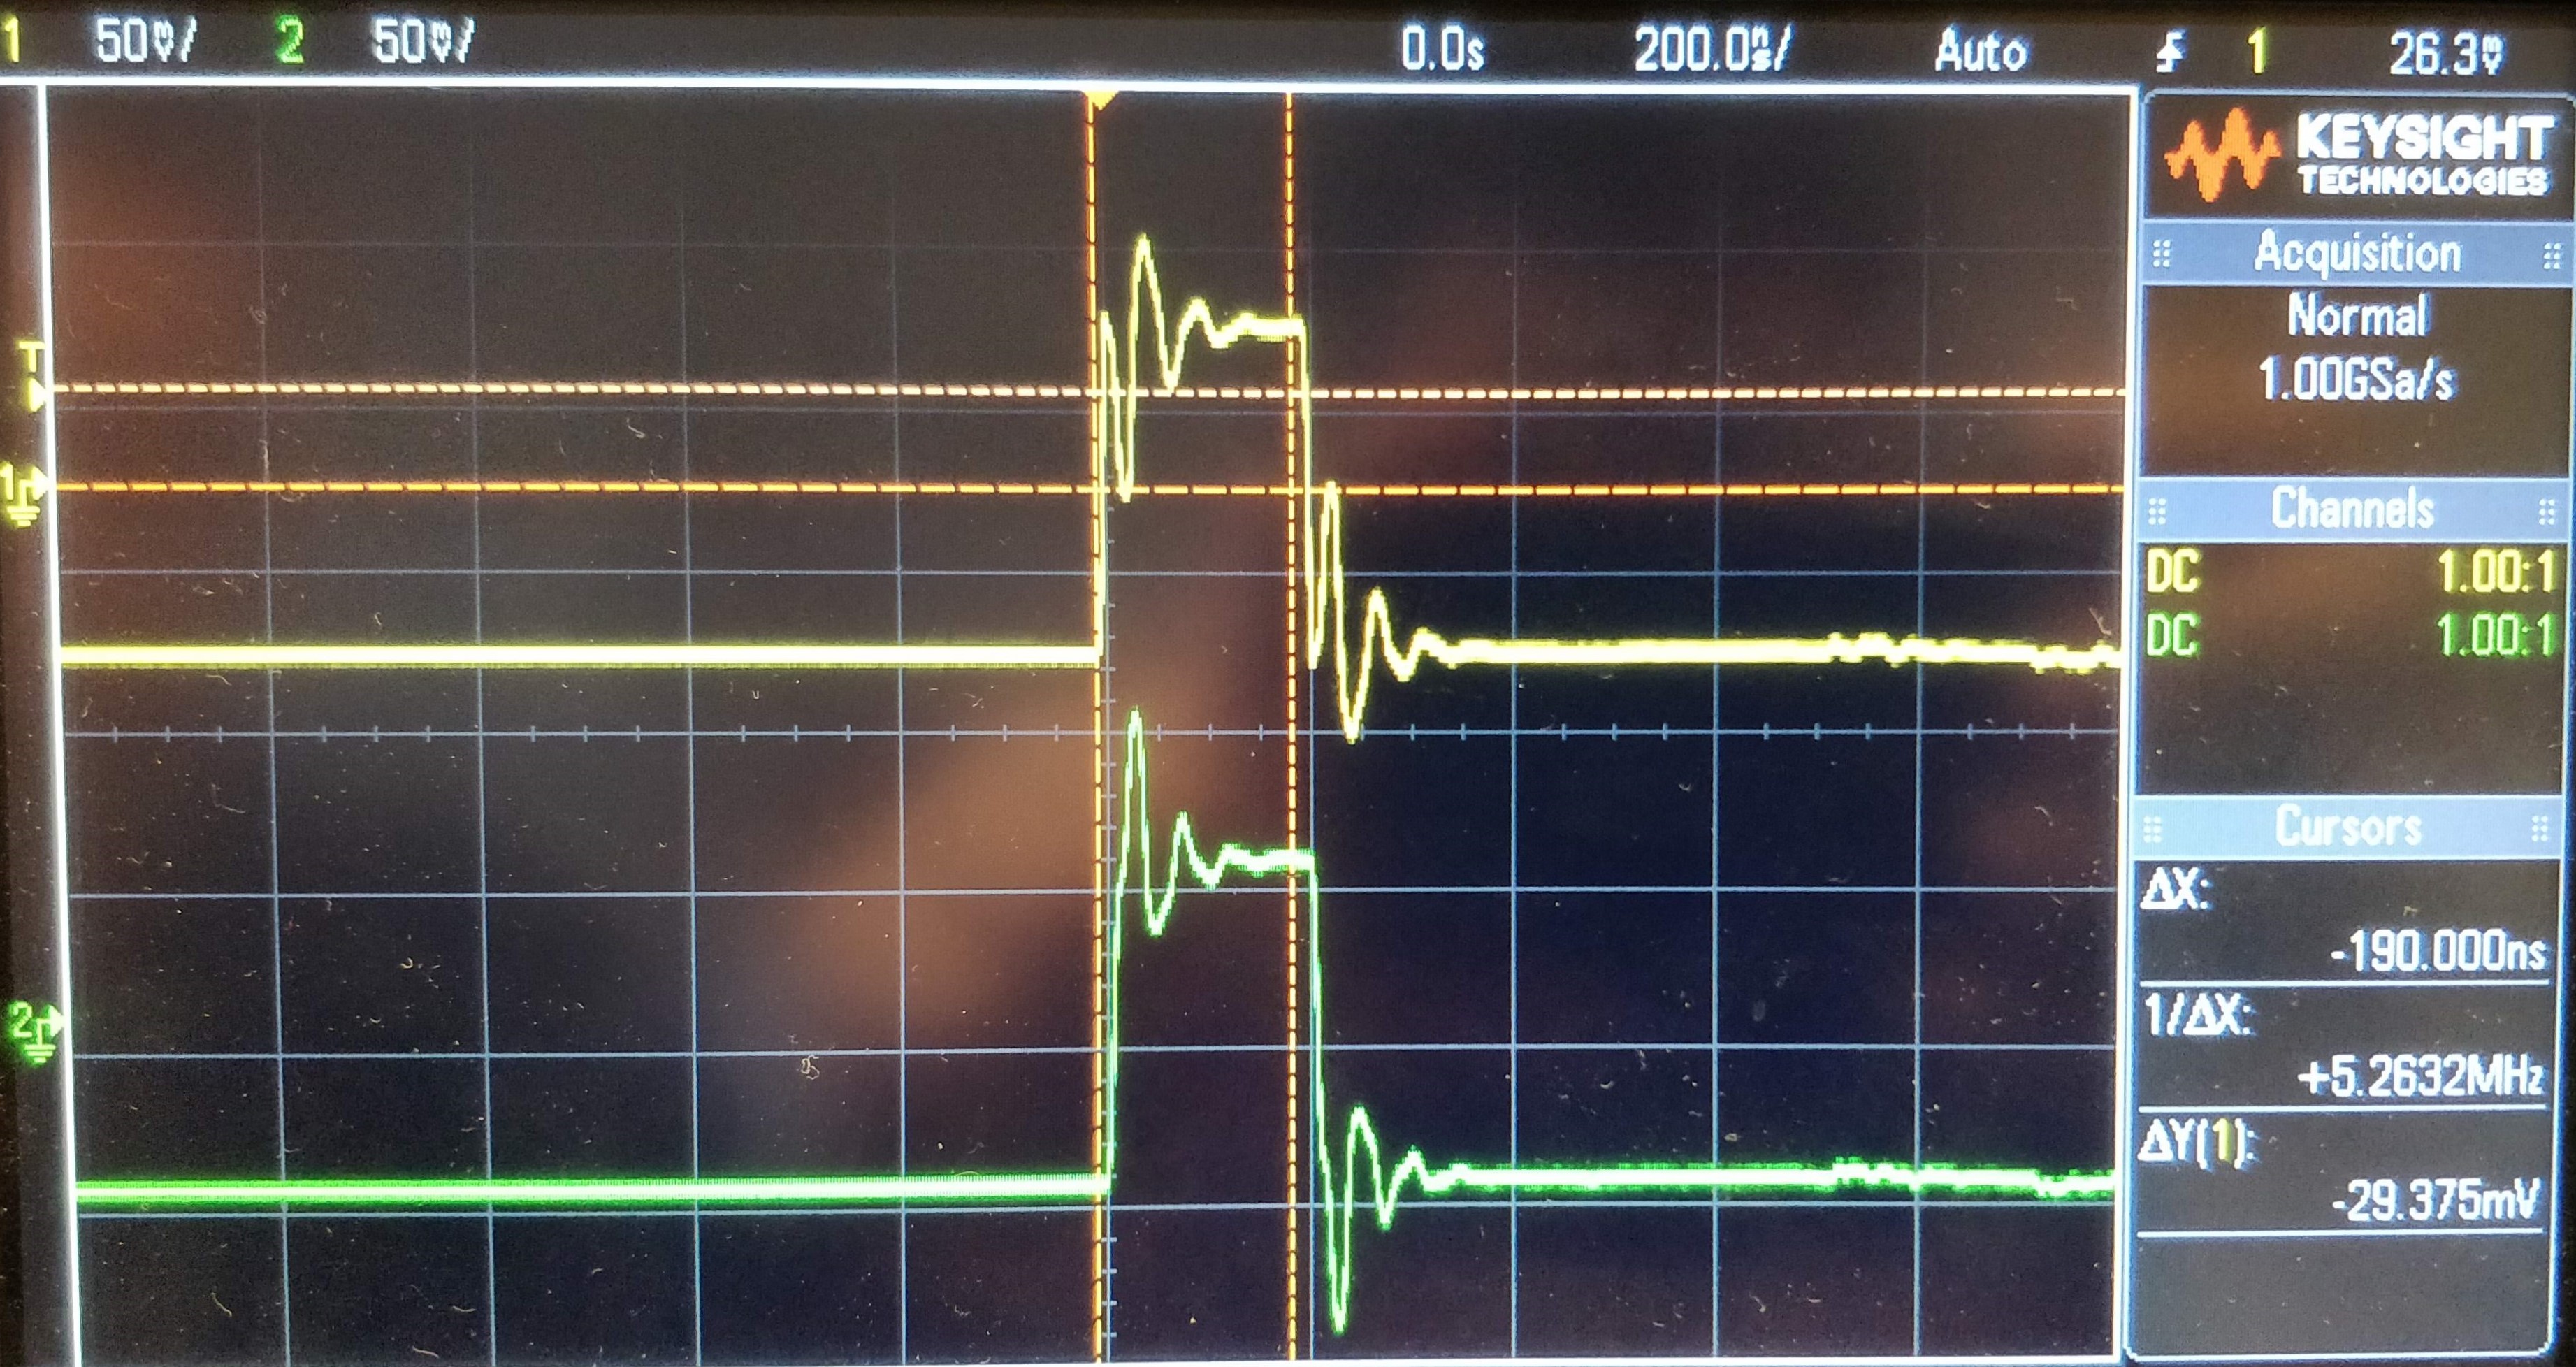 1 50mV/ 2 50mV/ 0.0s 200.0ns/ Auto 1 26.3mV
KEYSIGHT
TECHNOLOGIES
Acquisition
Normal
1.00GSa/s
T
1
Channels
DC 1.00:1
DC 1.00:1
Cursors
ΔX:
-190.000ns
2
1/ΔX:
+5.2632MHz
ΔY(1):
-29.375mV